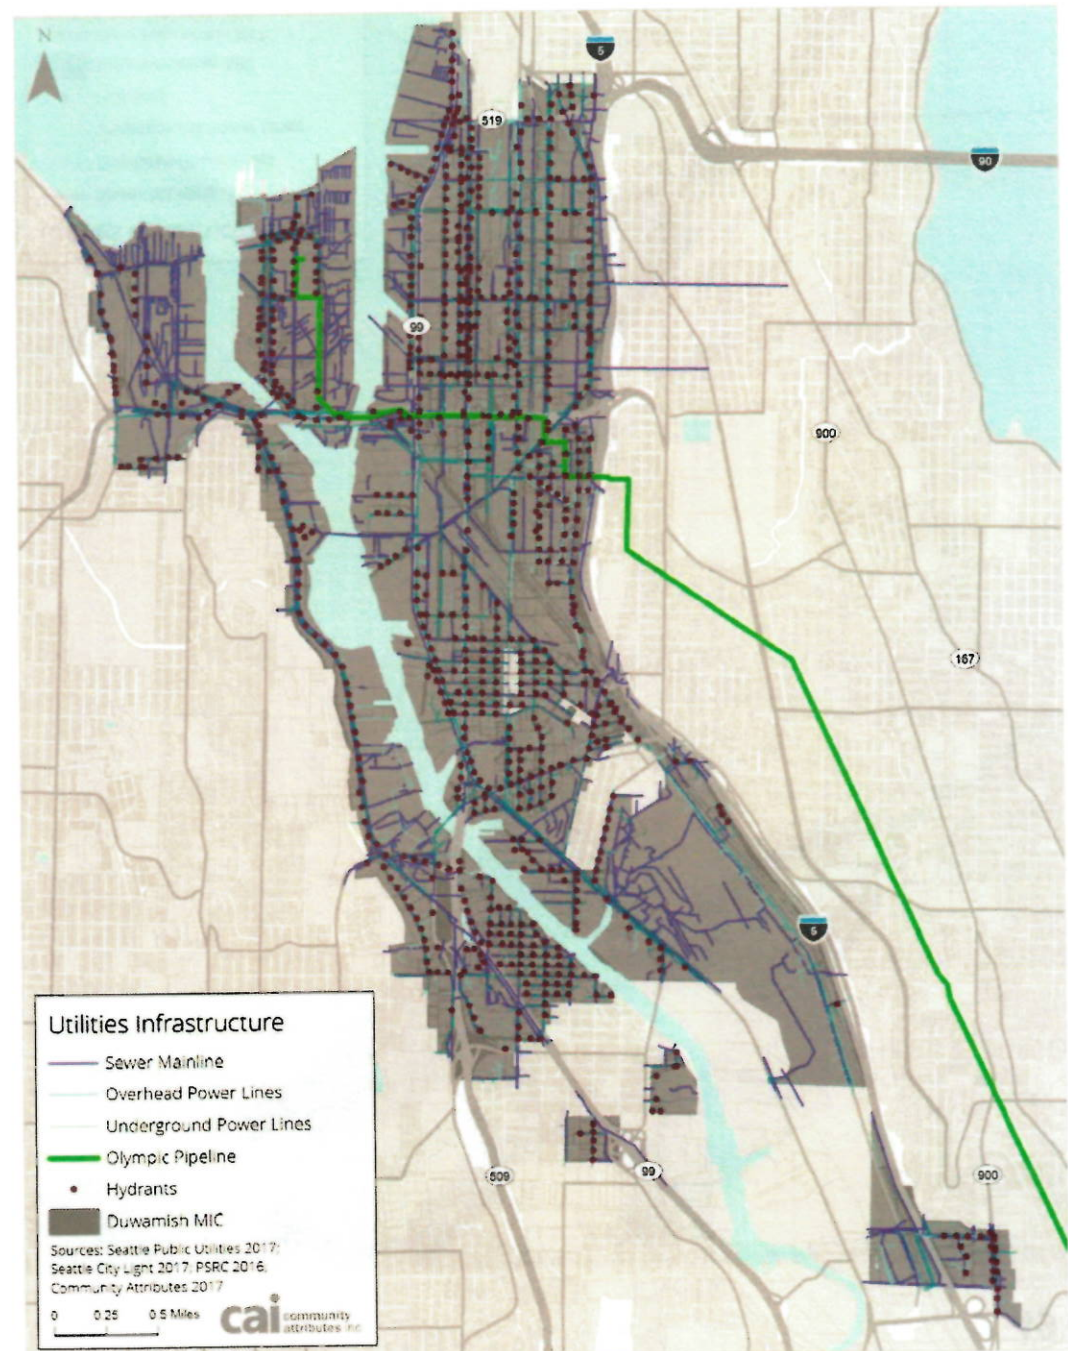 N
5
519
90
99
900
167
5
Utilities Infrastructure
Sewer Mainline
Overhead Power Lines
Underground Power Lines
Olympic Pipeline
Hydrants
Duwamish MIC
Sources: Seattle Public Utilities 2017;
Seattle City Light 2017; PSRC 2016;
Community Attributes 2017
0 0.25 0.5 Miles
cai community
attributes inc
509
99
900